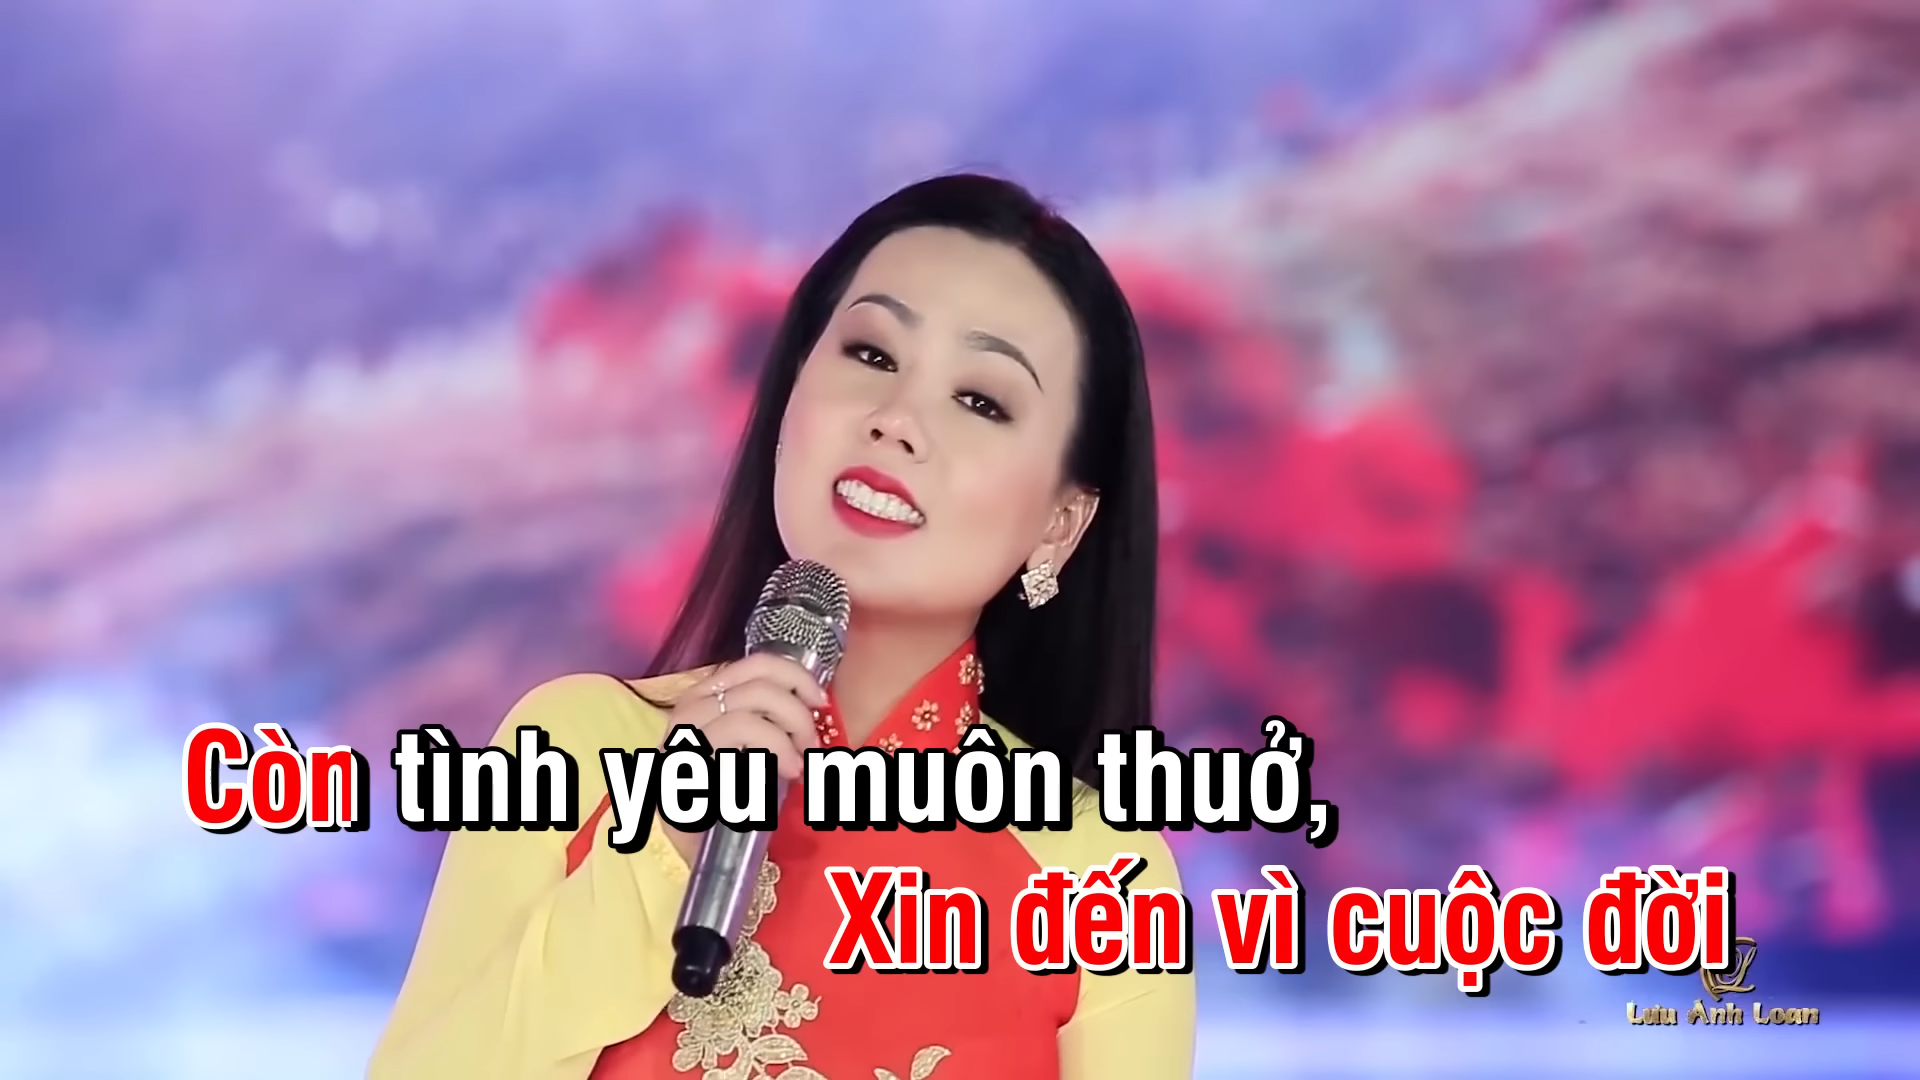 Còn tình yêu muôn thuở,
Xin đến vì cuộc đời
Lưu Ánh Loan